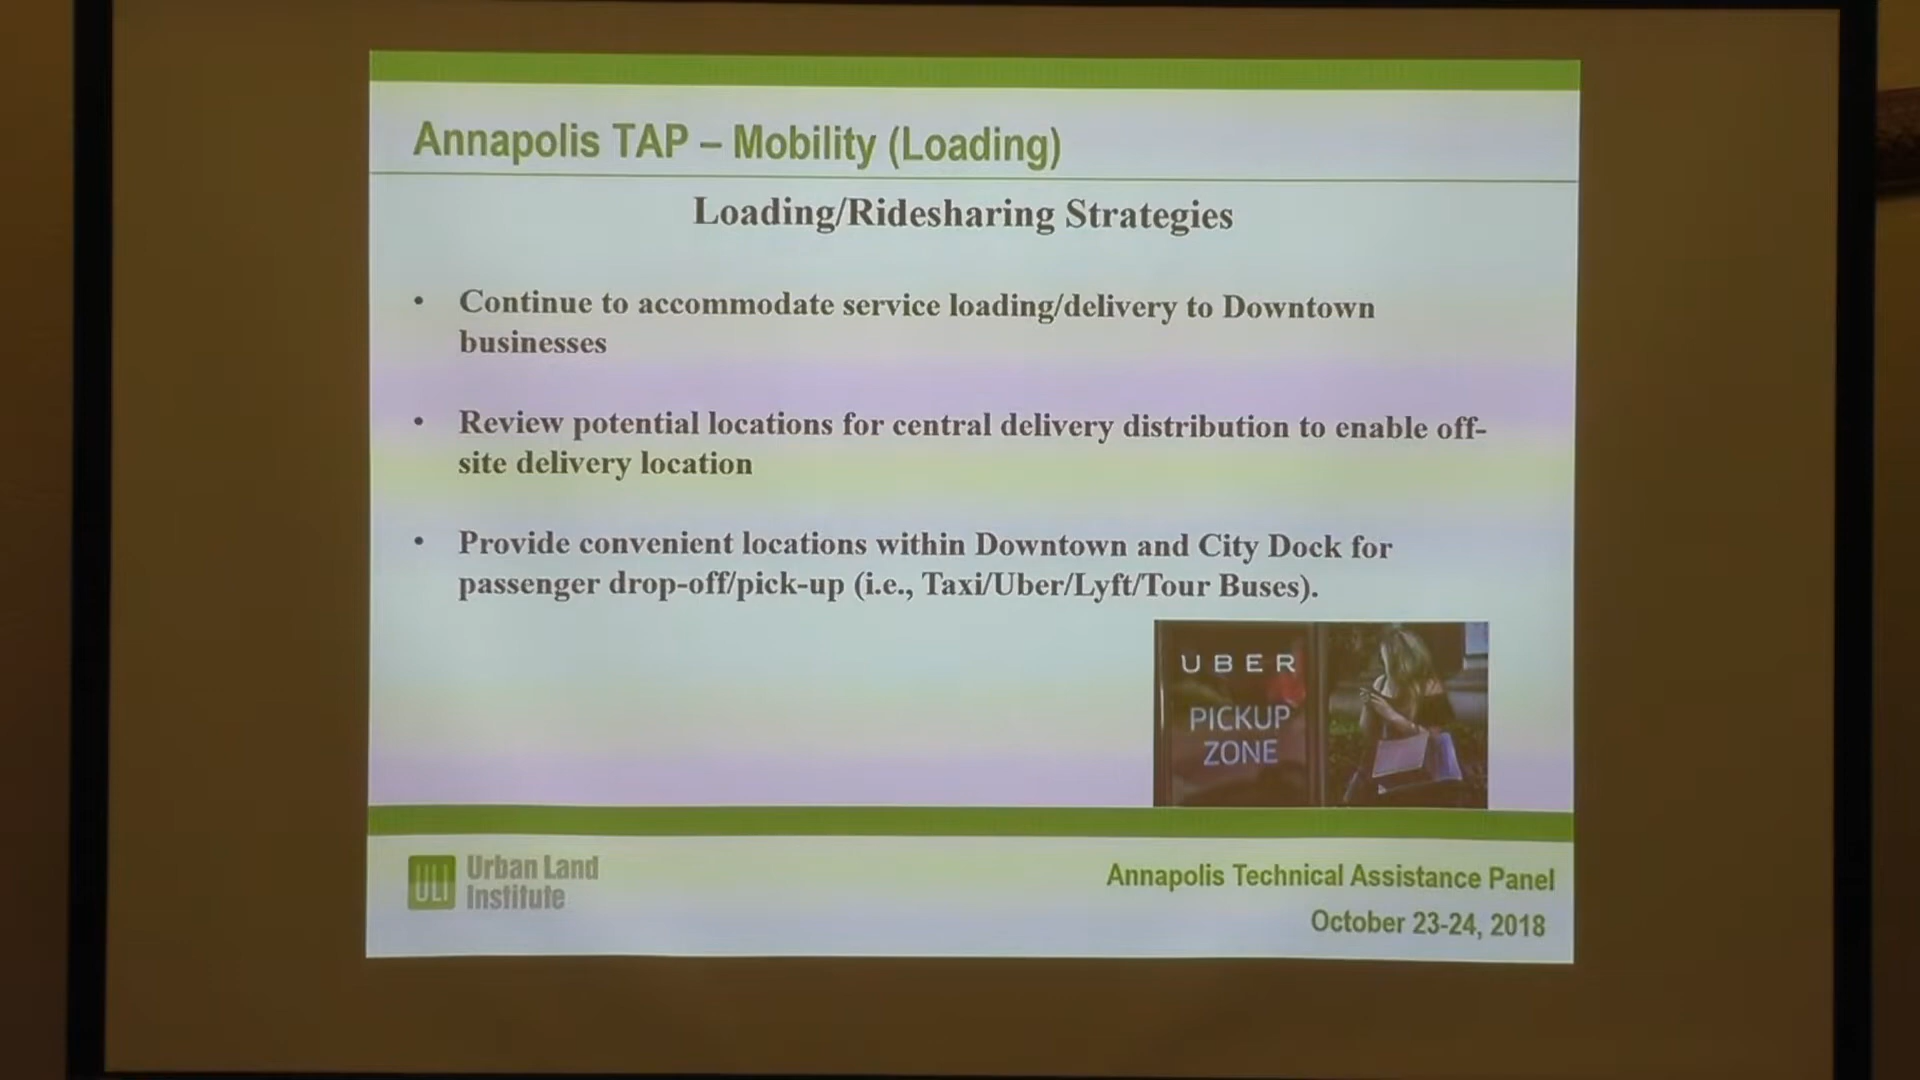 Annapolis TAP – Mobility (Loading)
Loading/Ridesharing Strategies
• Continue to accommodate service loading/delivery to Downtown
businesses
• Review potential locations for central delivery distribution to enable off-
site delivery location
• Provide convenient locations within Downtown and City Dock for
passenger drop-off/pick-up (i.e., Taxi/Uber/Lyft/Tour Buses).
UBER
PICKUP
ZONE
ULI Urban Land
Institute
Annapolis Technical Assistance Panel
October 23-24, 2018